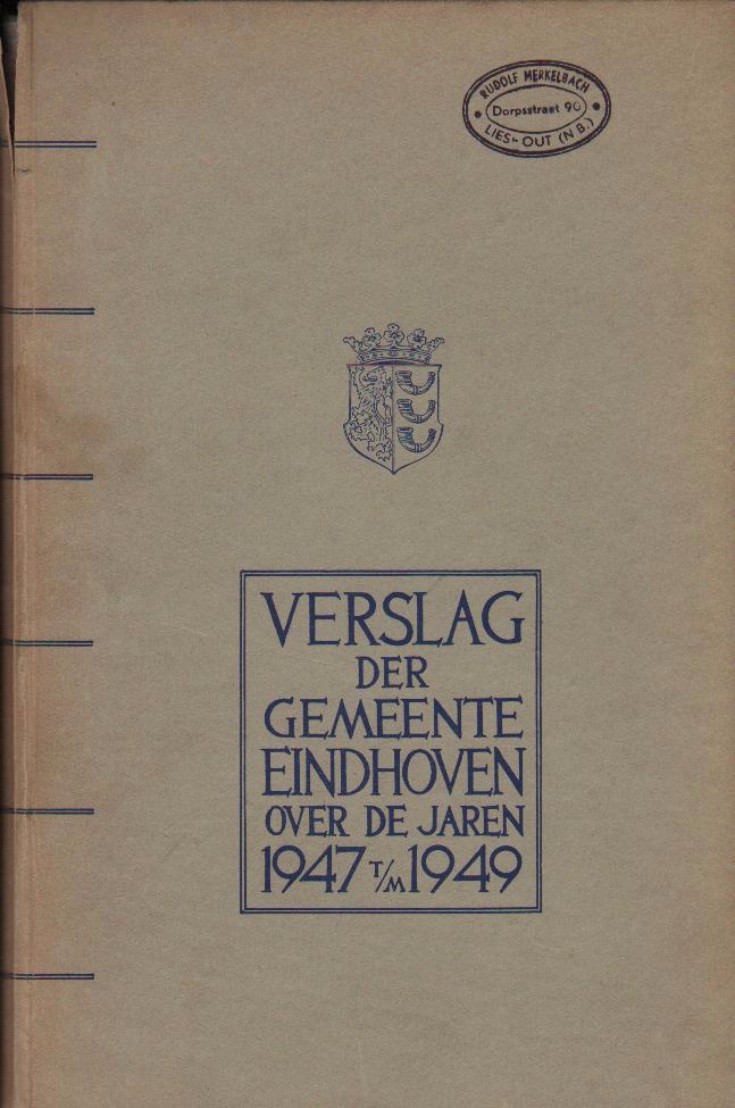 RUDOLF MERKELBACH
Dorpsstraat 90
LIES-OUT (N B.)
VERSLAG
DER
GEMEENTE
EINDHOVEN
OVER DE JAREN
1947 T/M 1949